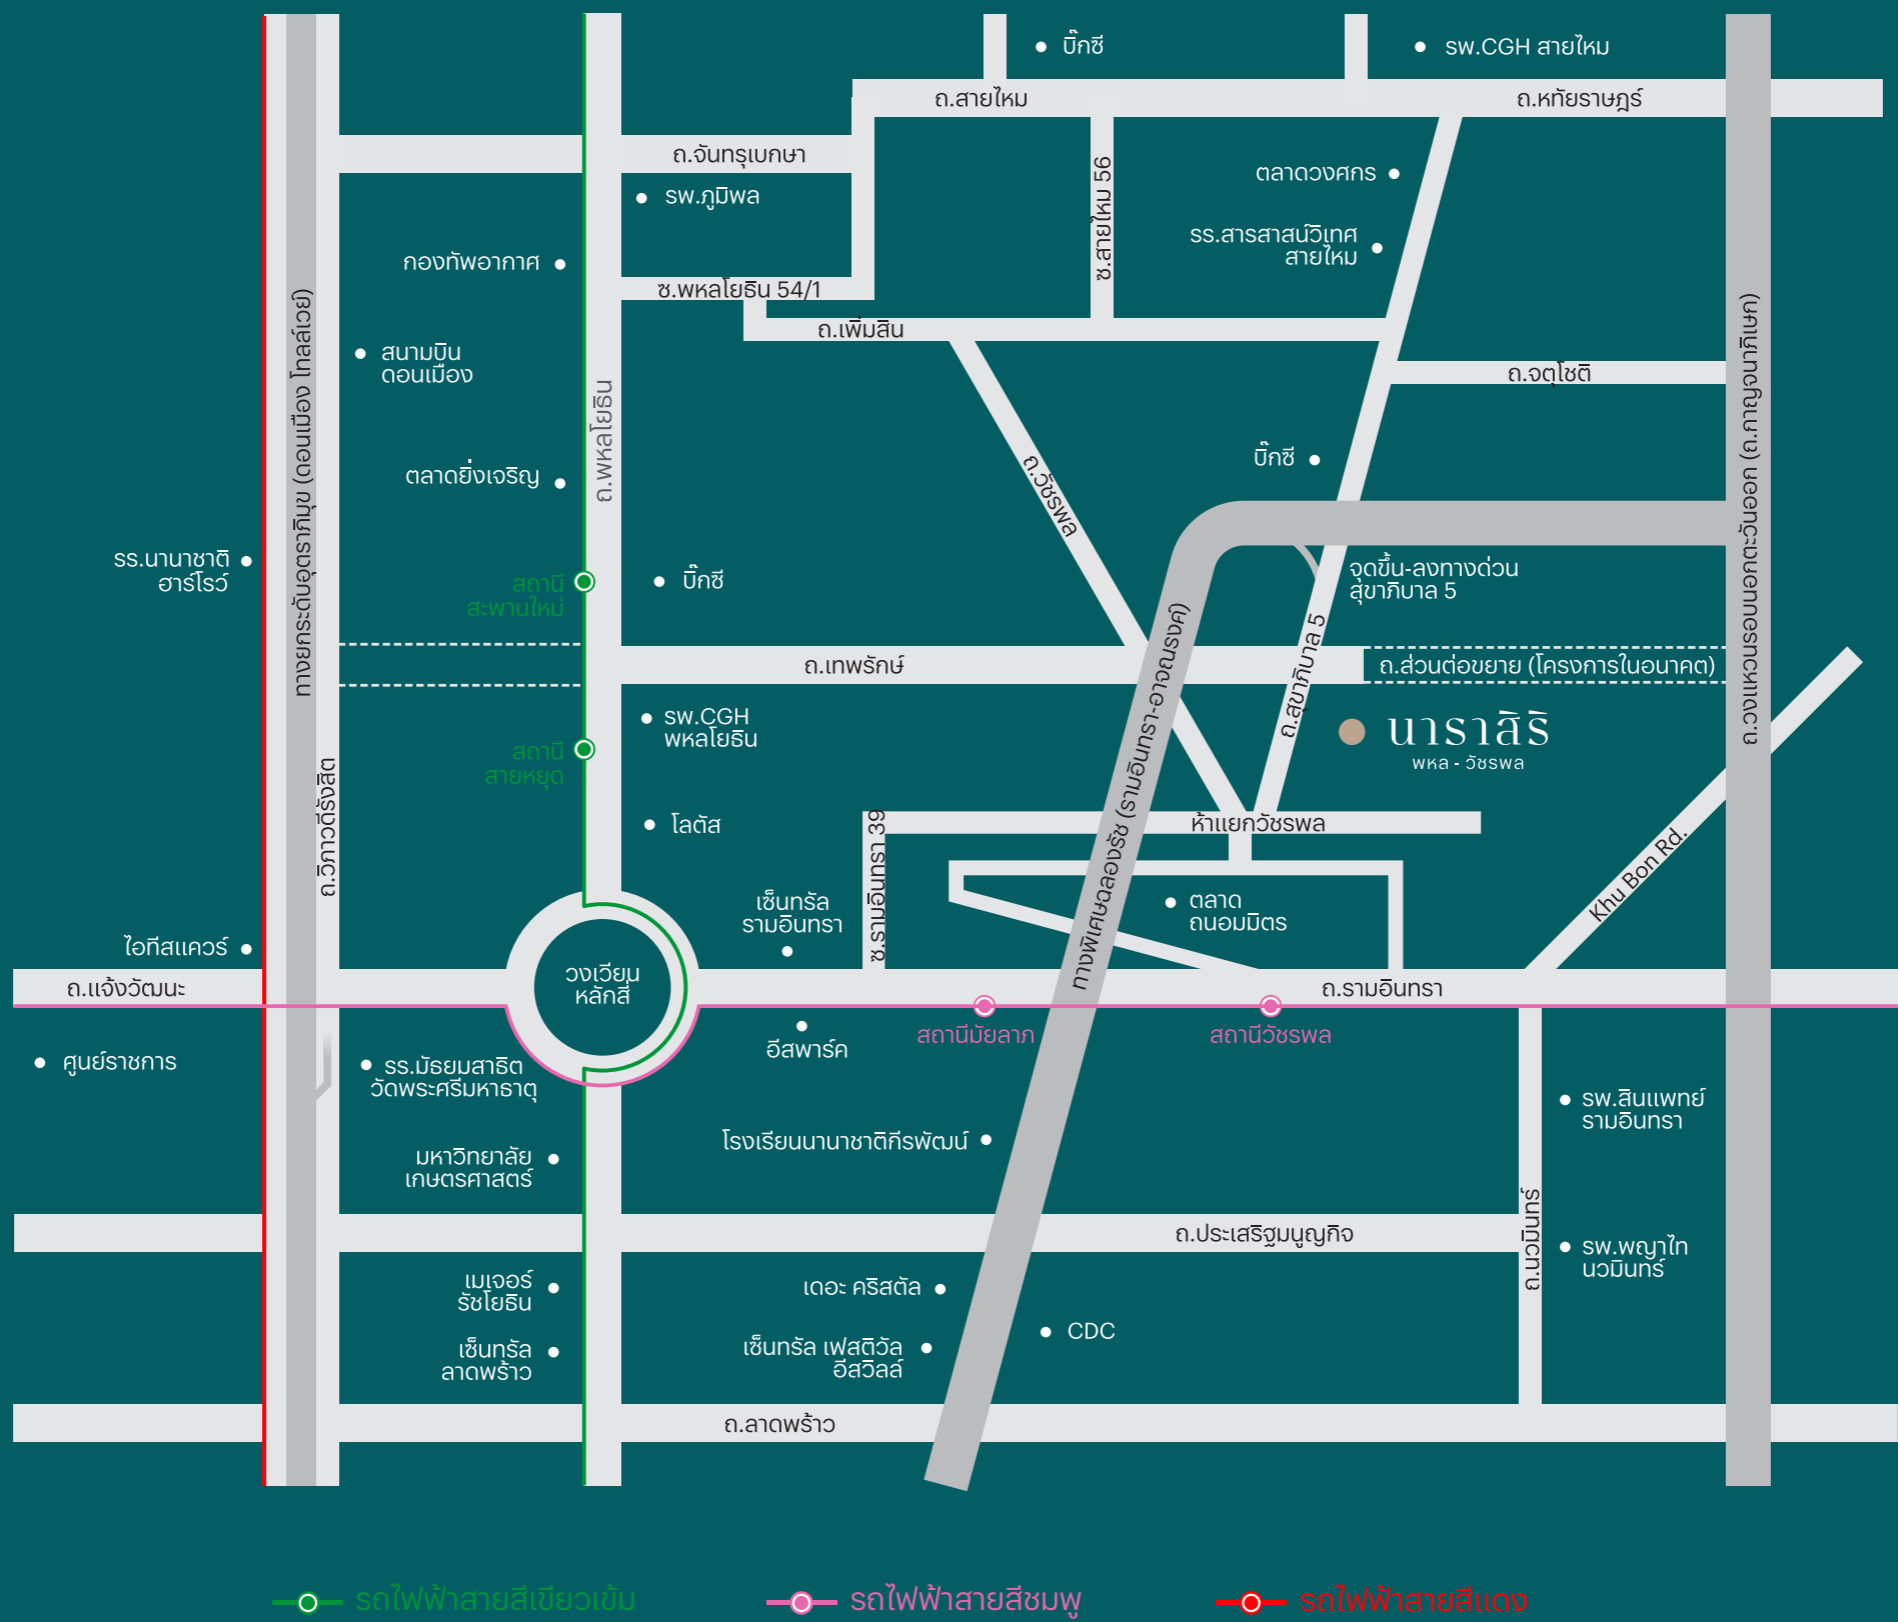 บิ๊กซี
รพ.CGH สายไหม
ถ.สายไหม
ถ.หทัยราษฎร์
ถ.จันทรุเบกษา
ซ.สายไหม 56
ตลาดวงศกร
รพ.ภูมิพล
รร.สารสาสน์วิเทศ
สายไหม
กองทัพอากาศ
ซ.พหลโยธิน 54/1
ถ.เพิ่มสิน
สนามบิน
ดอนเมือง
ถ.จตุโชติ
ทางยกระดับอุตราภิมุข (ดอนเมือง โทลล์เวย์)
ถ.พหลโยธิน
ถ.วงแหวนรอบนอกตะวันออก (ถ.กาญจนาภิเษก)
ตลาดยิ่งเจริญ
ถ.วัชรพล
บิ๊กซี
รร.นานาชาติ
ฮาร์โรว์
สถานี
สะพานใหม่
บิ๊กซี
จุดขึ้น-ลงทางด่วน
สุขาภิบาล 5
ถ.เทพรักษ์
ถ.สุขาภิบาล 5
ถ.ส่วนต่อขยาย (โครงการในอนาคต)
รพ.CGH
พหลโยธิน
สถานี
สายหยุด
นาราสิริ
พหล - วัชรพล
ถ.วิภาวดีรังสิต
โลตัส
ทางพิเศษฉลองรัช (รามอินทรา-อาจณรงค์)
ห้าแยกวัชรพล
ซ.รามอินทรา 39
Khu Bon Rd.
เซ็นทรัล
รามอินทรา
ตลาด
ถนอมมิตร
ไอทีสแควร์
วงเวียน
หลักสี่
ถ.แจ้งวัฒนะ
ถ.รามอินทรา
สถานีมัยลาภ
สถานีวัชรพล
อีสพาร์ค
ศูนย์ราชการ
รร.มัธยมสาธิต
วัดพระศรีมหาธาตุ
รพ.สินแพทย์
รามอินทรา
โรงเรียนนานาชาติกีรพัฒน์
มหาวิทยาลัย
เกษตรศาสตร์
ถ.ประเสริฐมนูญกิจ
ถ.นวมินทร์
รพ.พญาไท
นวมินทร์
เมเจอร์
รัชโยธิน
เดอะ คริสตัล
CDC
เซ็นทรัล
ลาดพร้าว
เซ็นทรัล เฟสติวัล
อีสวิลล์
ถ.ลาดพร้าว
รถไฟฟ้าสายสีเขียวเข้ม
รถไฟฟ้าสายสีชมพู
รถไฟฟ้าสายสีแดง